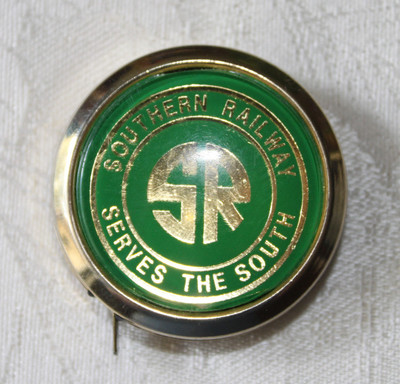 SOUTHERN RAILWAY
SR
SERVES THE SOUTH